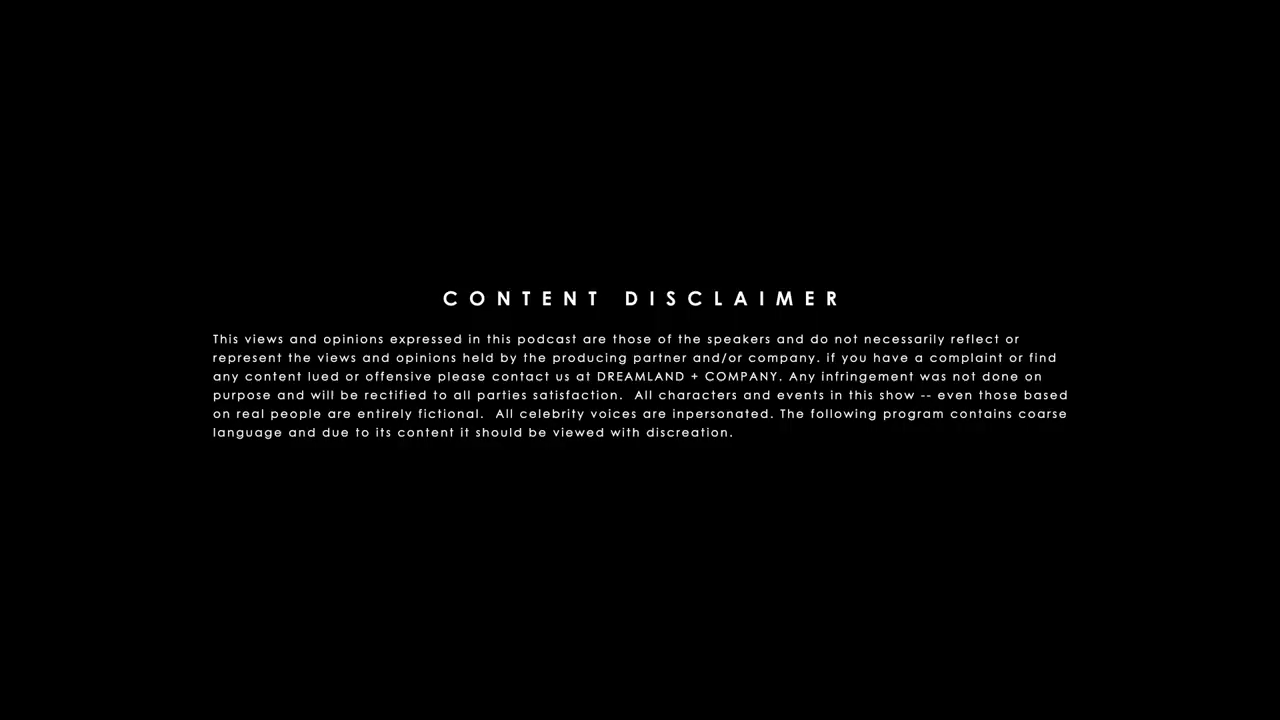 CONTENT DISCLAIMER
This views and opinions expressed in this podcast are those of the speakers and do not necessarily reflect or
represent the views and opinions held by the producing partner and/or company. if you have a complaint or find
any content lued or offensive please contact us at DREAMLAND + COMPANY. Any infringement was not done on
purpose and will be rectified to all parties satisfaction.  All characters and events in this show -- even those based
on real people are entirely fictional.  All celebrity voices are inpersonated. The following program contains coarse
language and due to its content it should be viewed with discreation.